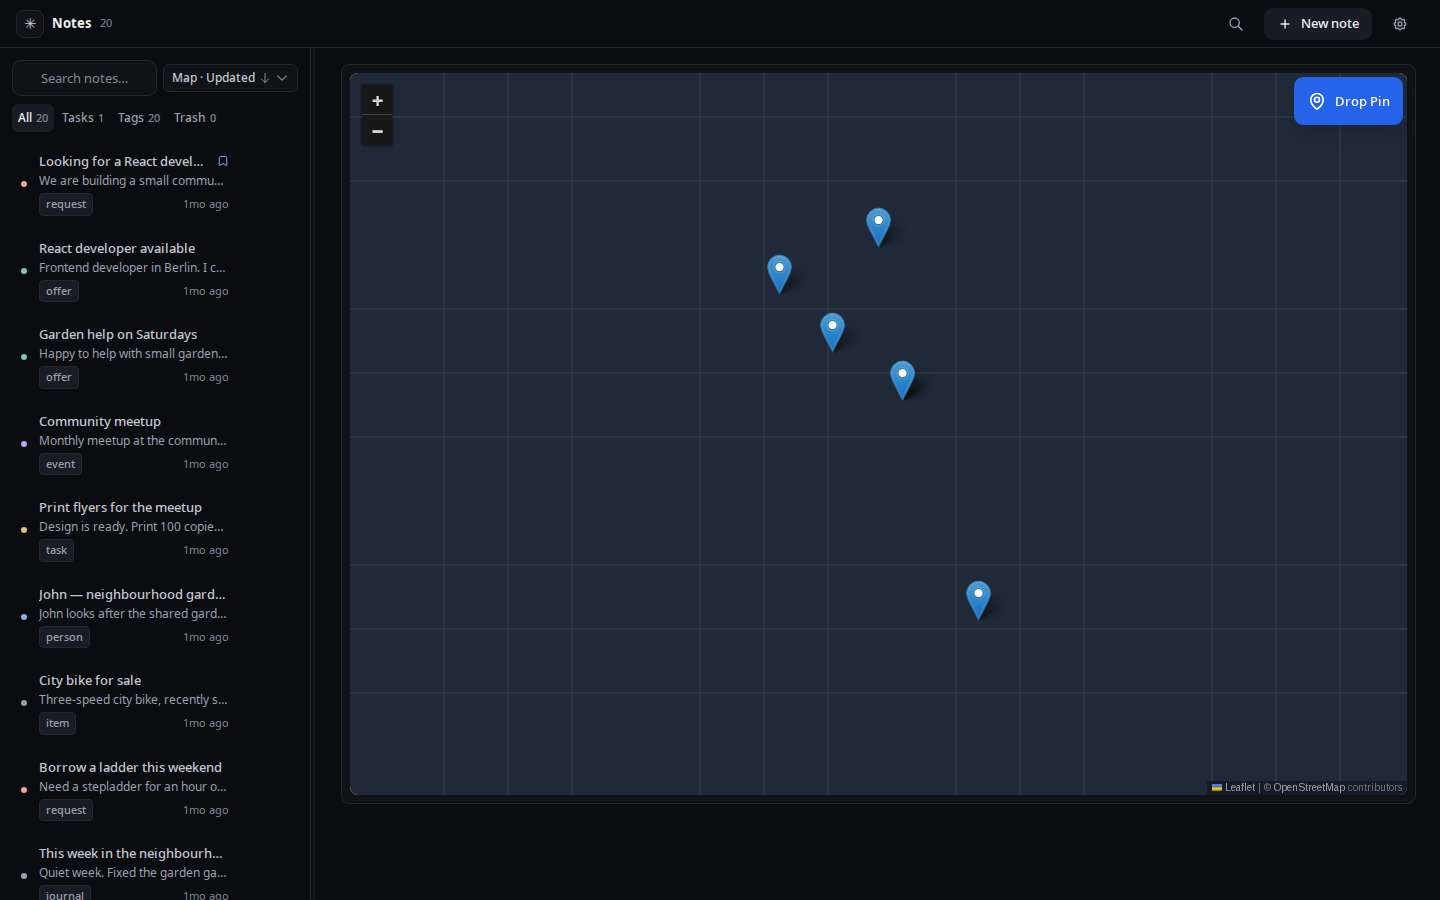 Notes 20
New note
Search notes...
Map · Updated
All 20 Tasks 1 Tags 20 Trash 0
Looking for a React devel...
We are building a small commu...
request 1mo ago
React developer available
Frontend developer in Berlin. I c...
offer 1mo ago
Garden help on Saturdays
Happy to help with small garden...
offer 1mo ago
Community meetup
Monthly meetup at the commun...
event 1mo ago
Print flyers for the meetup
Design is ready. Print 100 copie...
task 1mo ago
John — neighbourhood gard...
John looks after the shared gard...
person 1mo ago
City bike for sale
Three-speed city bike, recently s...
item 1mo ago
Borrow a ladder this weekend
Need a stepladder for an hour o...
request 1mo ago
This week in the neighbourh...
Quiet week. Fixed the garden ga...
journal 1mo ago
+
−
Drop Pin
Leaflet | © OpenStreetMap contributors